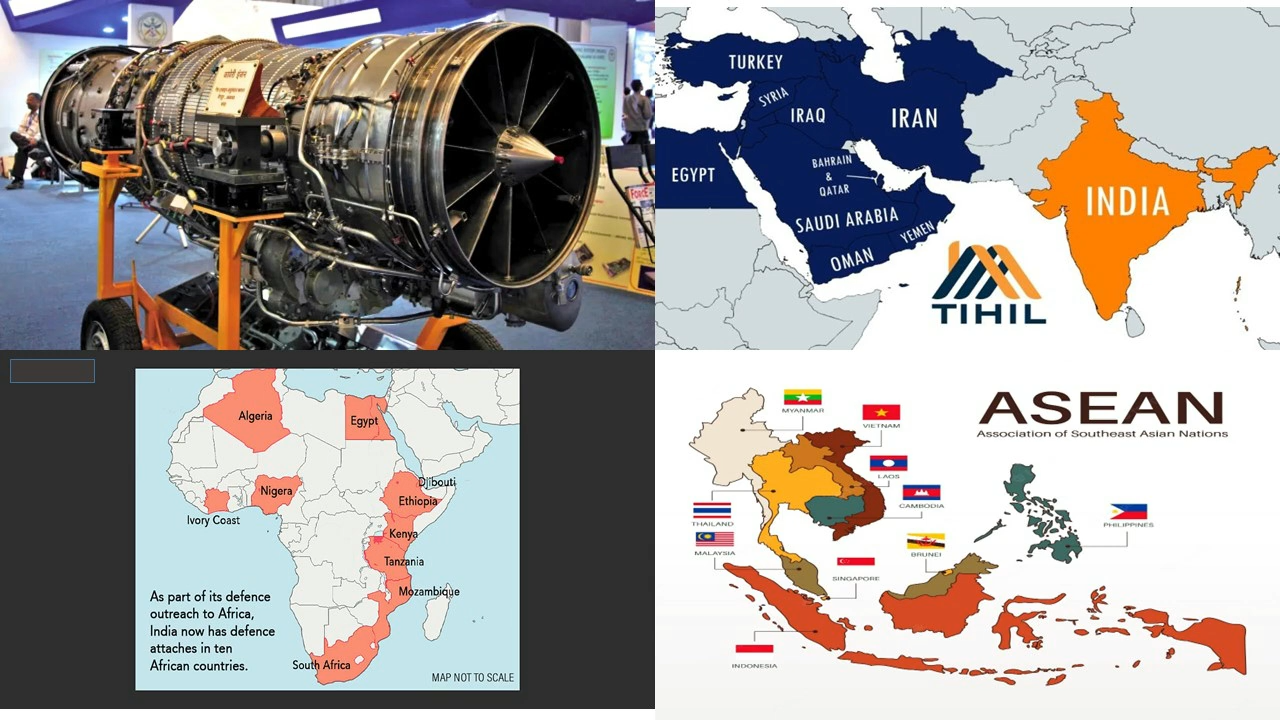 कावेरी इंजन
FORCE
TURKEY
SYRIA
IRAQ
IRAN
EGYPT
BAHRAIN
&
QATAR
SAUDI ARABIA
YEMEN
OMAN
INDIA
TIHIL
Algeria
Egypt
Nigera
Djibouti
Ethiopia
Ivory Coast
Kenya
Tanzania
Mozambique
South Africa
As part of its defence
outreach to Africa,
India now has defence
attaches in ten
African countries.
MAP NOT TO SCALE
ASEAN
Association of Southeast Asian Nations
MYANMAR
VIETNAM
LAOS
CAMBODIA
THAILAND
MALAYSIA
PHILIPPINES
BRUNEI
SINGAPORE
INDONESIA